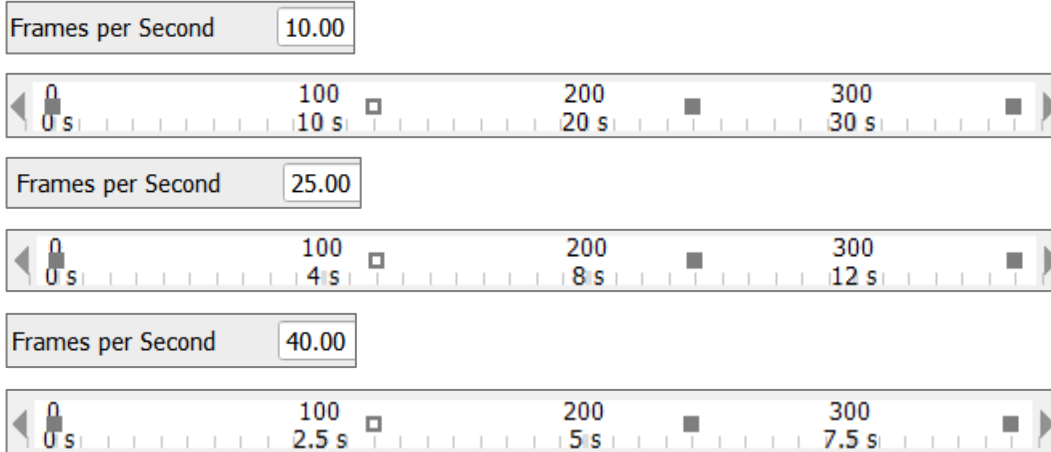 Frames per Second 10.00
0 100 200 300
0 s 10 s 20 s 30 s
Frames per Second 25.00
0 100 200 300
0 s 4 s 8 s 12 s
Frames per Second 40.00
0 100 200 300
0 s 2.5 s 5 s 7.5 s